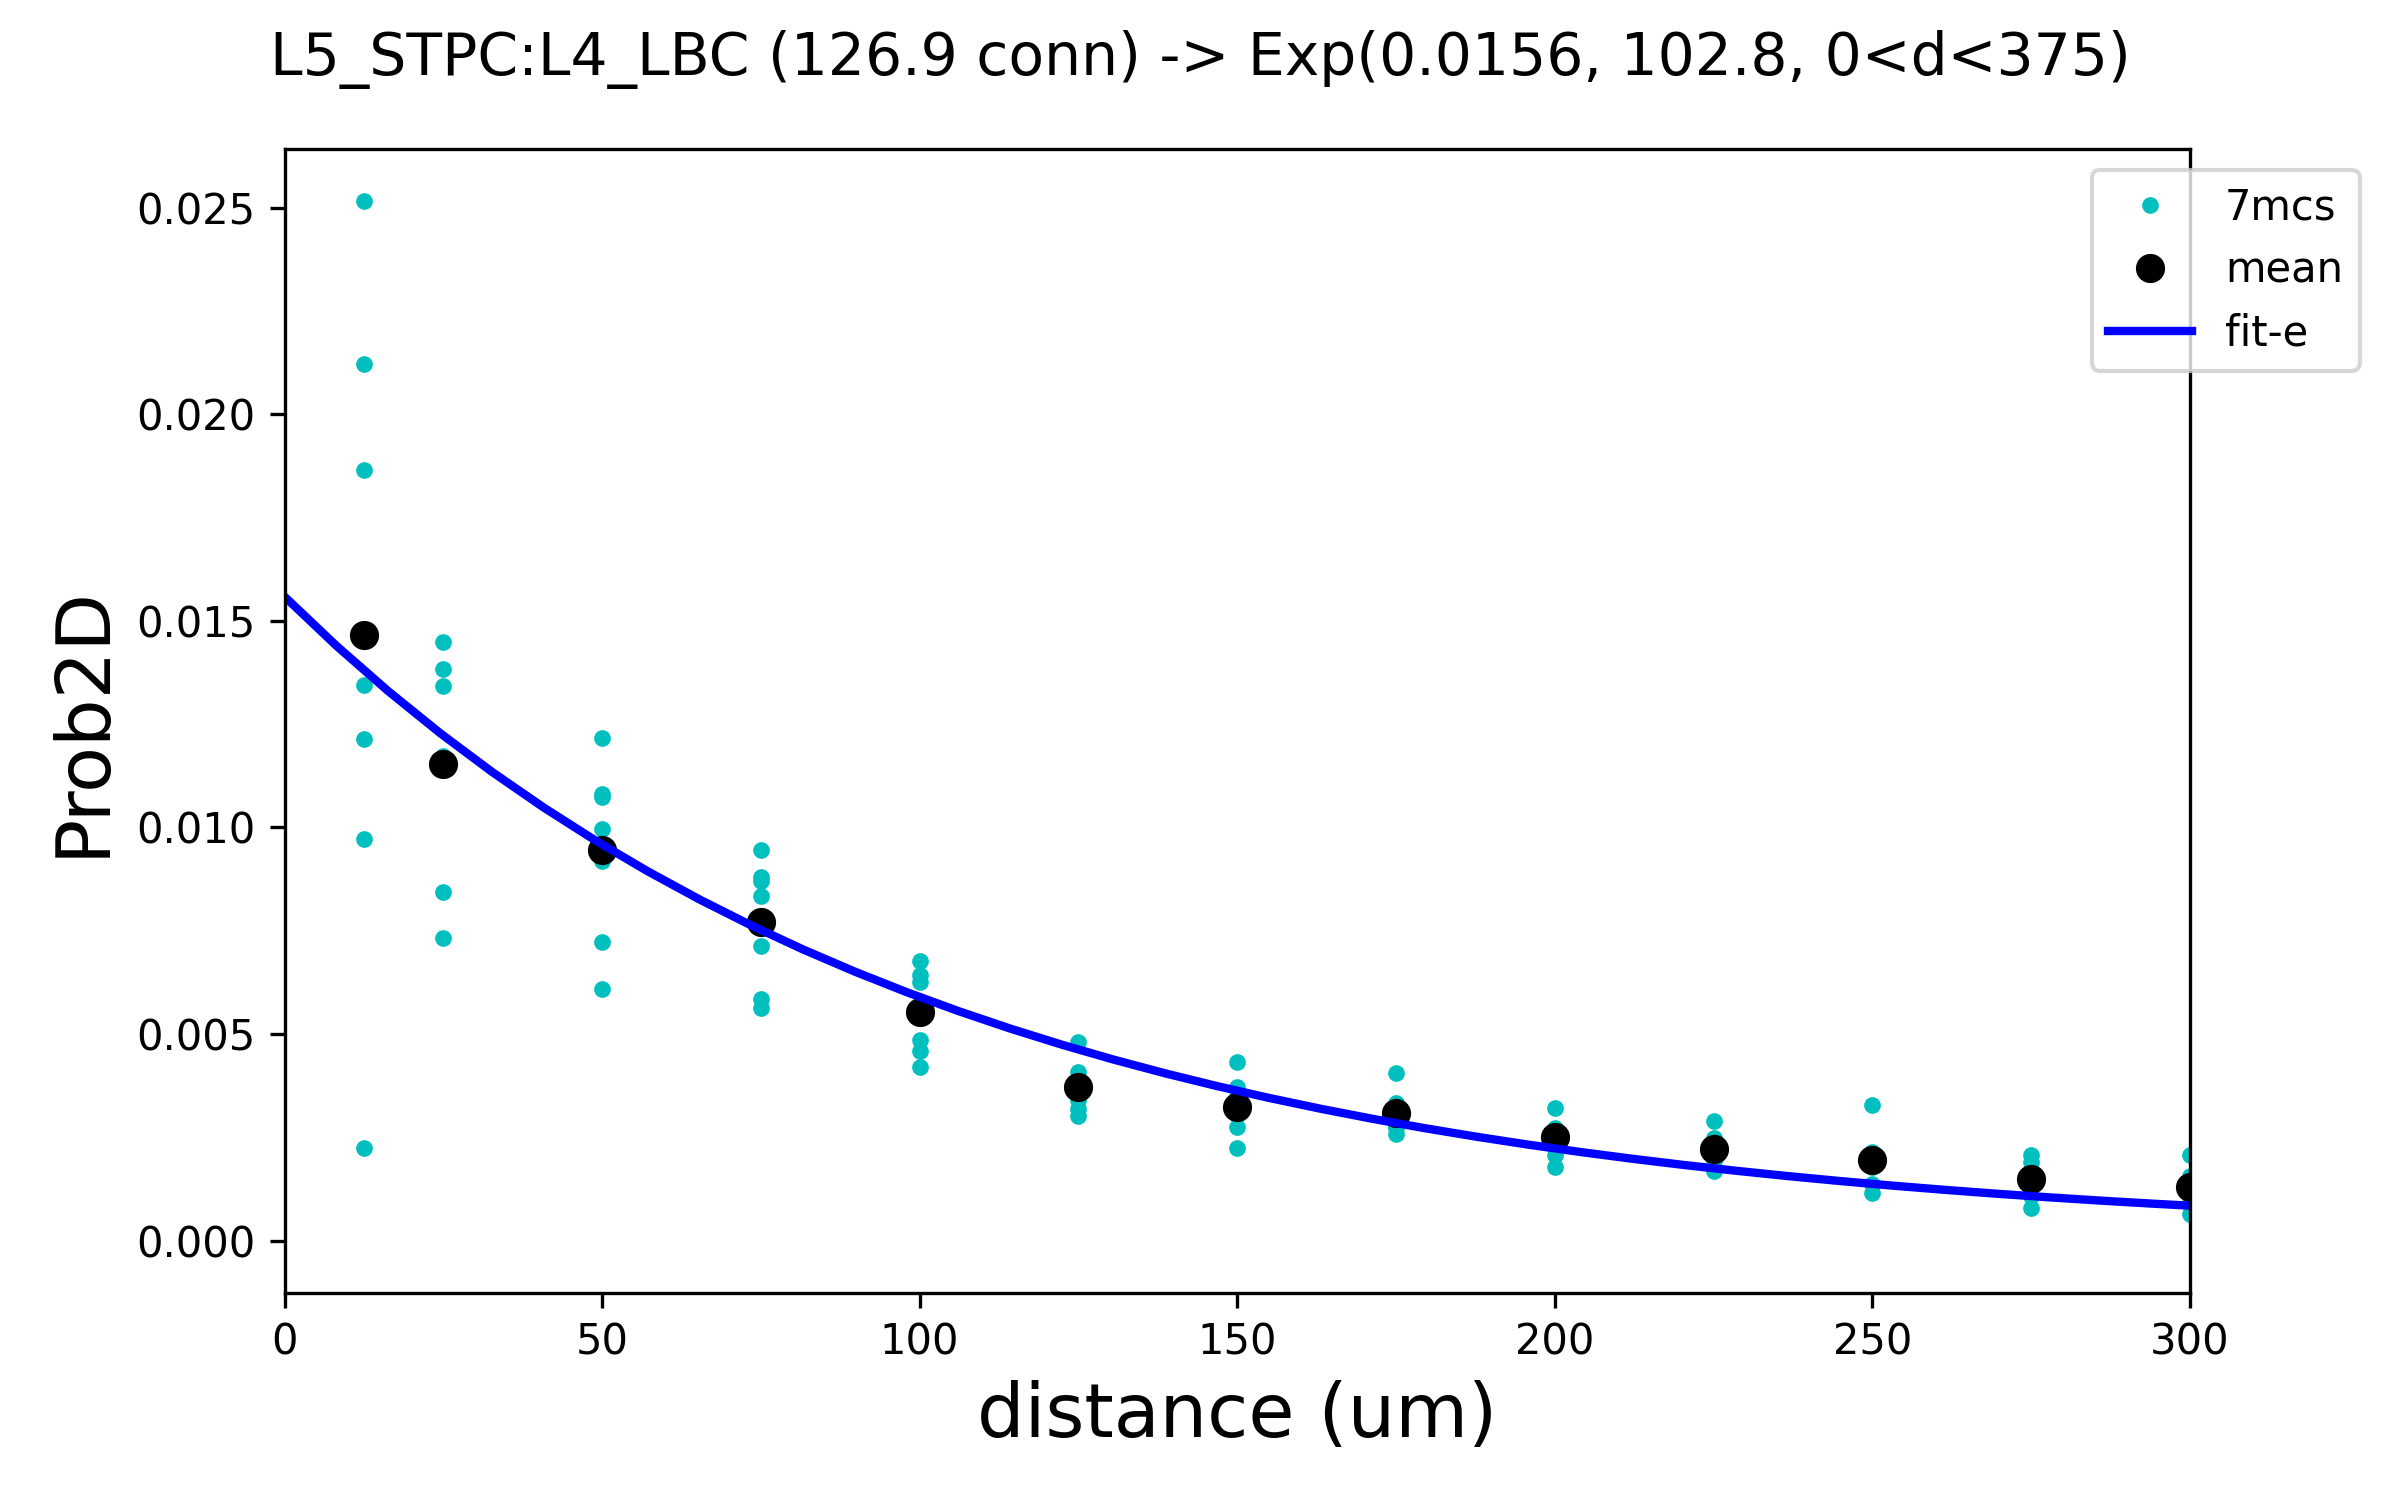 L5_STPC:L4_LBC (126.9 conn) -> Exp(0.0156, 102.8, 0<d<375)
7mcs
mean
fit-e
Prob2D
0.025
0.020
0.015
0.010
0.005
0.000
0 50 100 150 200 250 300
distance (um)